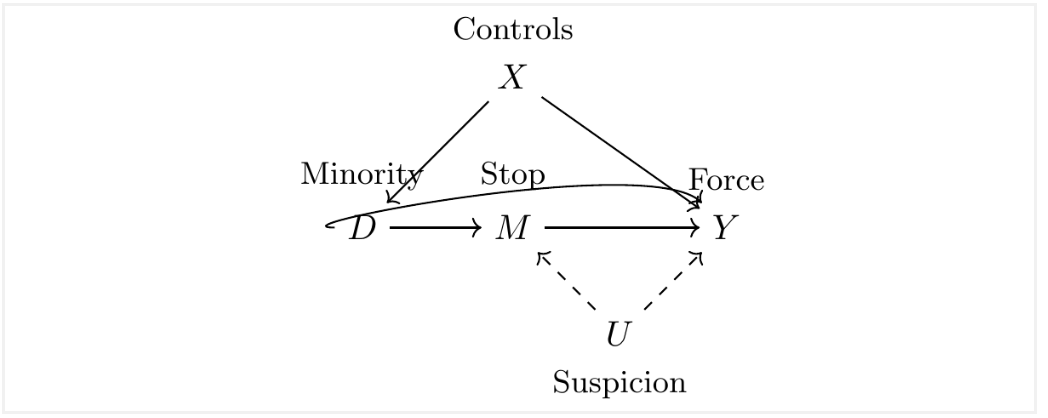 Controls
X
Minority Stop Force
D M Y
U
Suspicion